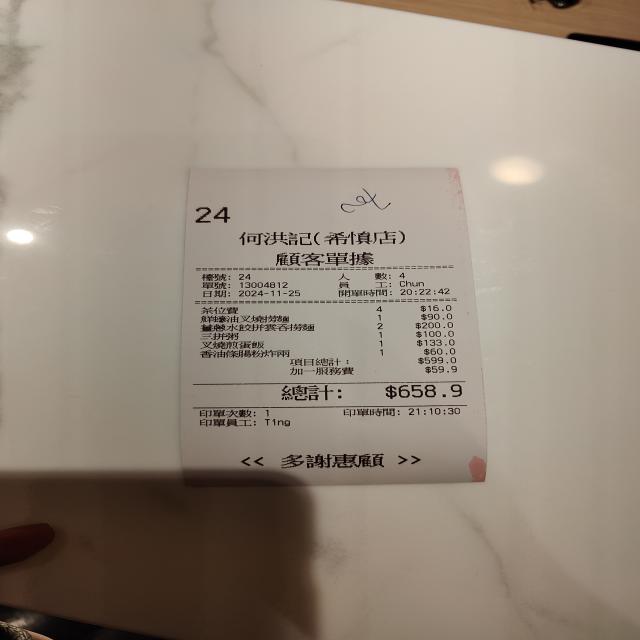 24
何洪記(希慎店)
顧客單據
檯號: 24 人 數: 4
單號: 13004812 員 工: Chun
日期: 2024-11-25 開單時間: 20:22:42
茶位費 4 $16.0
鮮蠔油叉燒撈麵 1 $90.0
水餃拼雲吞撈麵 2 $200.0
三拼粥 1 $100.0
叉燒煎蛋飯 1 $133.0
香油條腸粉炸兩 1 $60.0
項目總計: $599.0
加一服務費 $59.9
總計: $658.9
印單次數: 1 印單時間: 21:10:30
印單員工: Ting
<< 多謝惠顧 >>